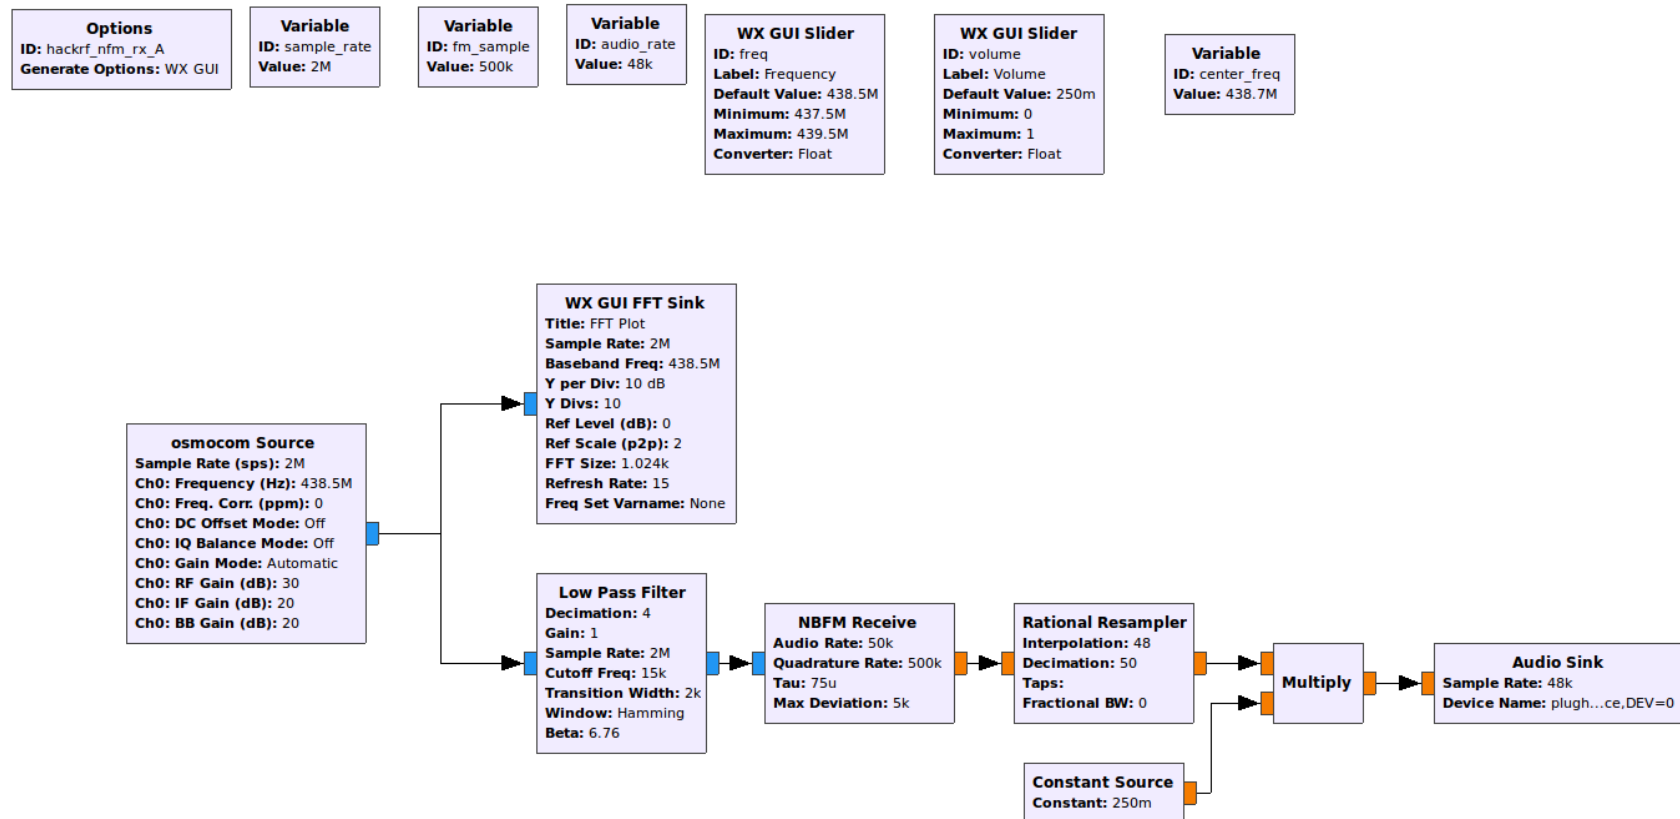 Options
ID: hackrf_nfm_rx_A
Generate Options: WX GUI
Variable
ID: sample_rate
Value: 2M
Variable
ID: fm_sample
Value: 500k
Variable
ID: audio_rate
Value: 48k
WX GUI Slider
ID: freq
Label: Frequency
Default Value: 438.5M
Minimum: 437.5M
Maximum: 439.5M
Converter: Float
WX GUI Slider
ID: volume
Label: Volume
Default Value: 250m
Minimum: 0
Maximum: 1
Converter: Float
Variable
ID: center_freq
Value: 438.7M
WX GUI FFT Sink
Title: FFT Plot
Sample Rate: 2M
Baseband Freq: 438.5M
Y per Div: 10 dB
Y Divs: 10
Ref Level (dB): 0
Ref Scale (p2p): 2
FFT Size: 1.024k
Refresh Rate: 15
Freq Set Varname: None
osmocom Source
Sample Rate (sps): 2M
Ch0: Frequency (Hz): 438.5M
Ch0: Freq. Corr. (ppm): 0
Ch0: DC Offset Mode: Off
Ch0: IQ Balance Mode: Off
Ch0: Gain Mode: Automatic
Ch0: RF Gain (dB): 30
Ch0: IF Gain (dB): 20
Ch0: BB Gain (dB): 20
Low Pass Filter
Decimation: 4
Gain: 1
Sample Rate: 2M
Cutoff Freq: 15k
Transition Width: 2k
Window: Hamming
Beta: 6.76
NBFM Receive
Audio Rate: 50k
Quadrature Rate: 500k
Tau: 75u
Max Deviation: 5k
Rational Resampler
Interpolation: 48
Decimation: 50
Taps:
Fractional BW: 0
Multiply
Audio Sink
Sample Rate: 48k
Device Name: plugh...ce,DEV=0
Constant Source
Constant: 250m